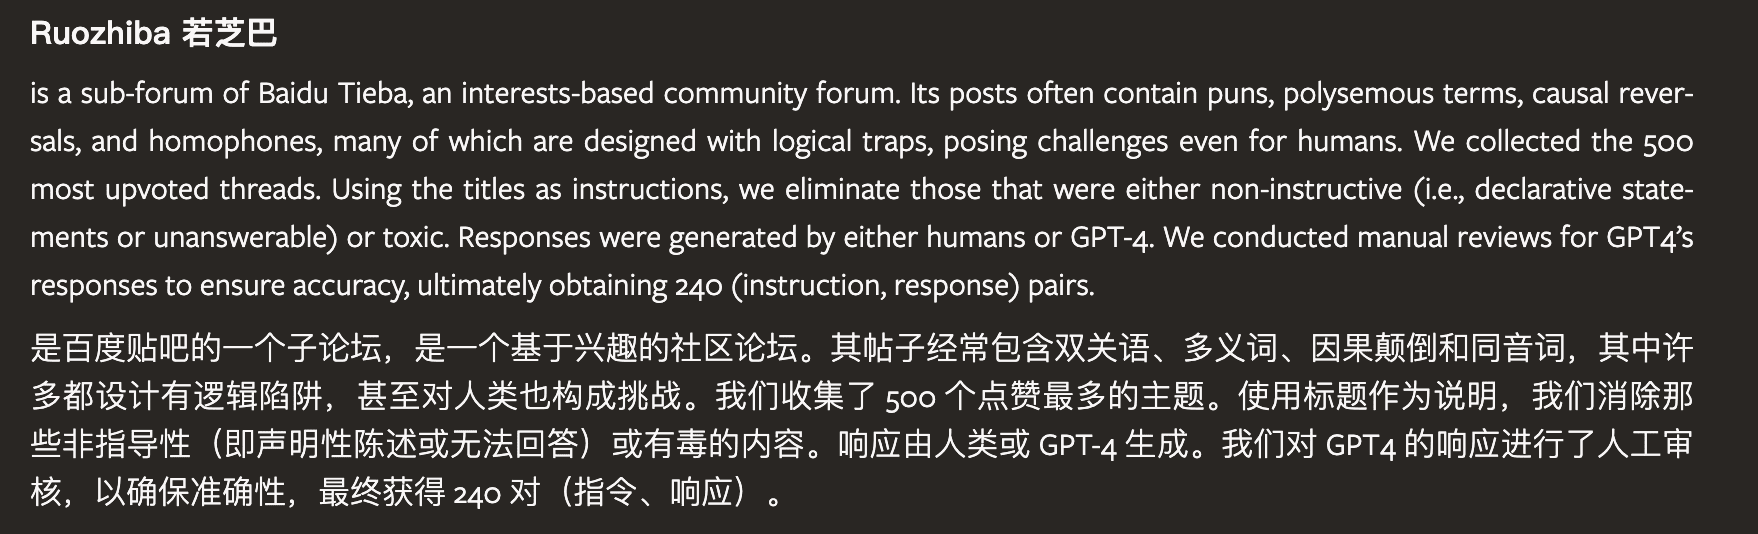 Ruozhiba 若芝巴
is a sub-forum of Baidu Tieba, an interests-based community forum. Its posts often contain puns, polysemous terms, causal rever-
sals, and homophones, many of which are designed with logical traps, posing challenges even for humans. We collected the 500
most upvoted threads. Using the titles as instructions, we eliminate those that were either non-instructive (i.e., declarative state-
ments or unanswerable) or toxic. Responses were generated by either humans or GPT-4. We conducted manual reviews for GPT4’s
responses to ensure accuracy, ultimately obtaining 240 (instruction, response) pairs.
是百度贴吧的一个子论坛，是一个基于兴趣的社区论坛。其帖子经常包含双关语、多义词、因果颠倒和同音词，其中许
多都设计有逻辑陷阱，甚至对人类也构成挑战。我们收集了 500 个点赞最多的主题。使用标题作为说明，我们消除那
些非指导性（即声明性陈述或无法回答）或有毒的内容。响应由人类或 GPT-4 生成。我们对 GPT4 的响应进行了人工审
核，以确保准确性，最终获得 240 对（指令、响应）。